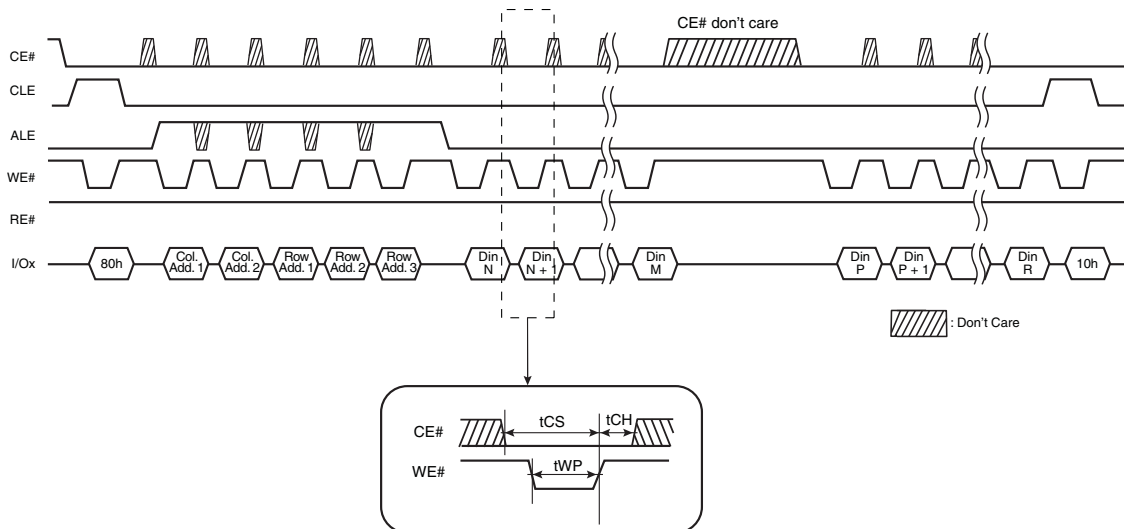 CE# don't care
CE#
CLE
ALE
WE#
RE#
I/Ox
80h
Col. Add. 1
Col. Add. 2
Row Add. 1
Row Add. 2
Row Add. 3
Din N
Din N + 1
Din M
Din P
Din P + 1
Din R
10h
: Don't Care
CE#
tCS
tCH
WE#
tWP